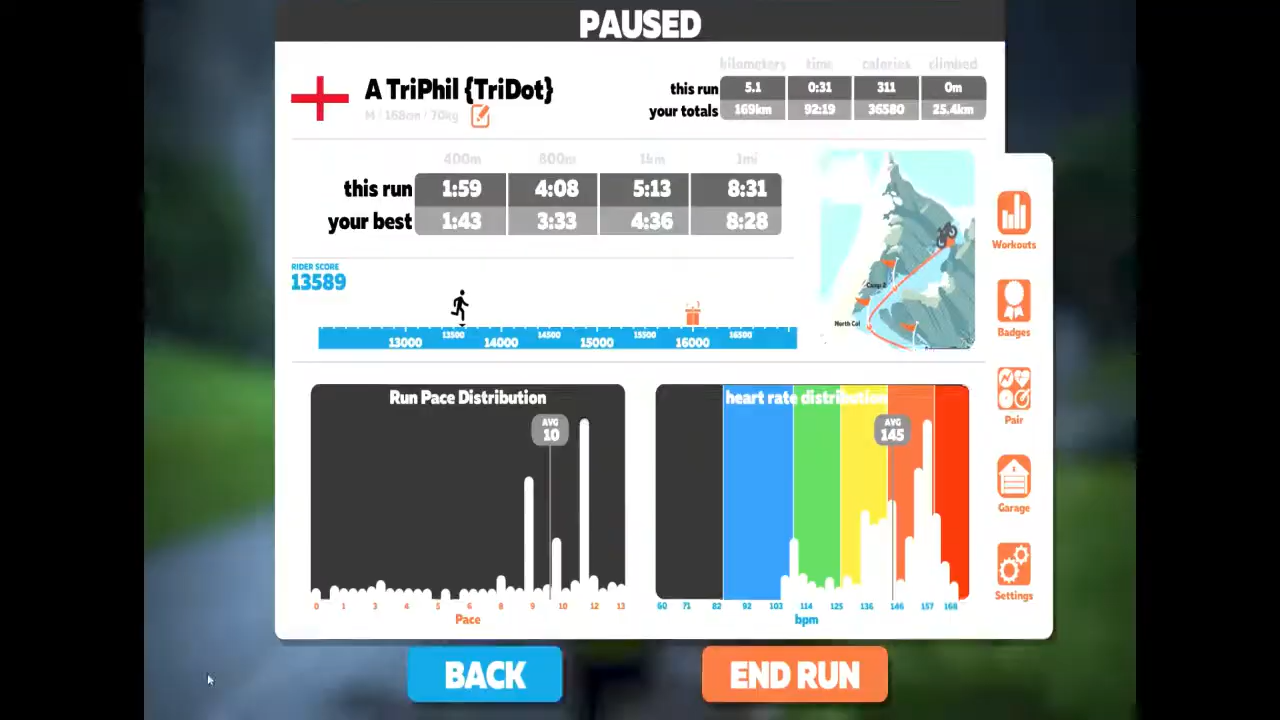 PAUSED
kilometers time calories climbed
A TriPhil {TriDot}
M / 168cm / 70kg
this run 5.1 0:31 311 0m
your totals 169km 92:19 36580 25.4km
400m 800m 1km 1mi
this run 1:59 4:08 5:13 8:31
your best 1:43 3:33 4:36 8:28
RIDER SCORE
13589
13000 13500 14000 14500 15000 15500 16000 16500
Camp 2
North Col
Workouts
Badges
Pair
Garage
Settings
Run Pace Distribution
AVG
10
0 1 3 4 5 6 8 9 10 12 13
Pace
heart rate distribution
AVG
145
60 71 82 92 103 114 125 136 146 157 168
bpm
BACK
END RUN